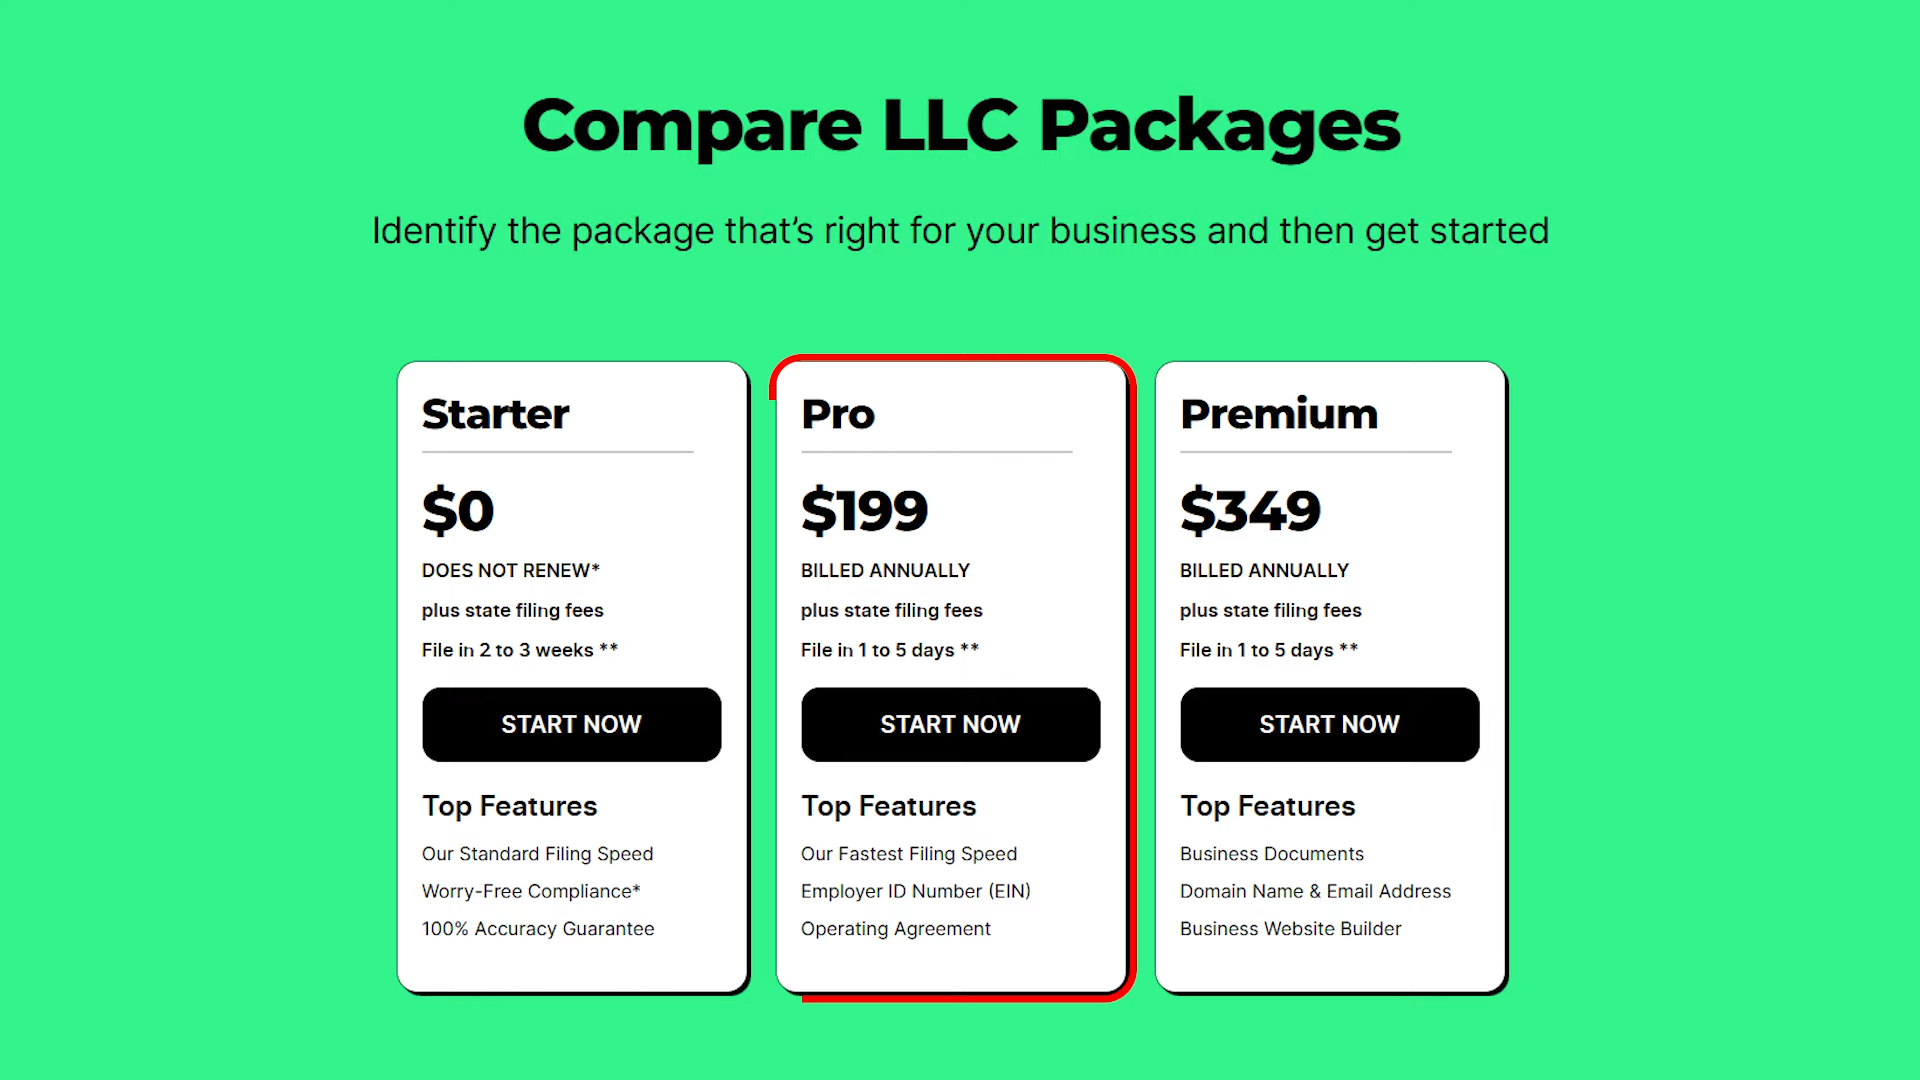 Compare LLC Packages
Identify the package that’s right for your business and then get started
Starter
$0
DOES NOT RENEW*
plus state filing fees
File in 2 to 3 weeks **
START NOW
Top Features
Our Standard Filing Speed
Worry-Free Compliance*
100% Accuracy Guarantee
Pro
$199
BILLED ANNUALLY
plus state filing fees
File in 1 to 5 days **
START NOW
Top Features
Our Fastest Filing Speed
Employer ID Number (EIN)
Operating Agreement
Premium
$349
BILLED ANNUALLY
plus state filing fees
File in 1 to 5 days **
START NOW
Top Features
Business Documents
Domain Name & Email Address
Business Website Builder